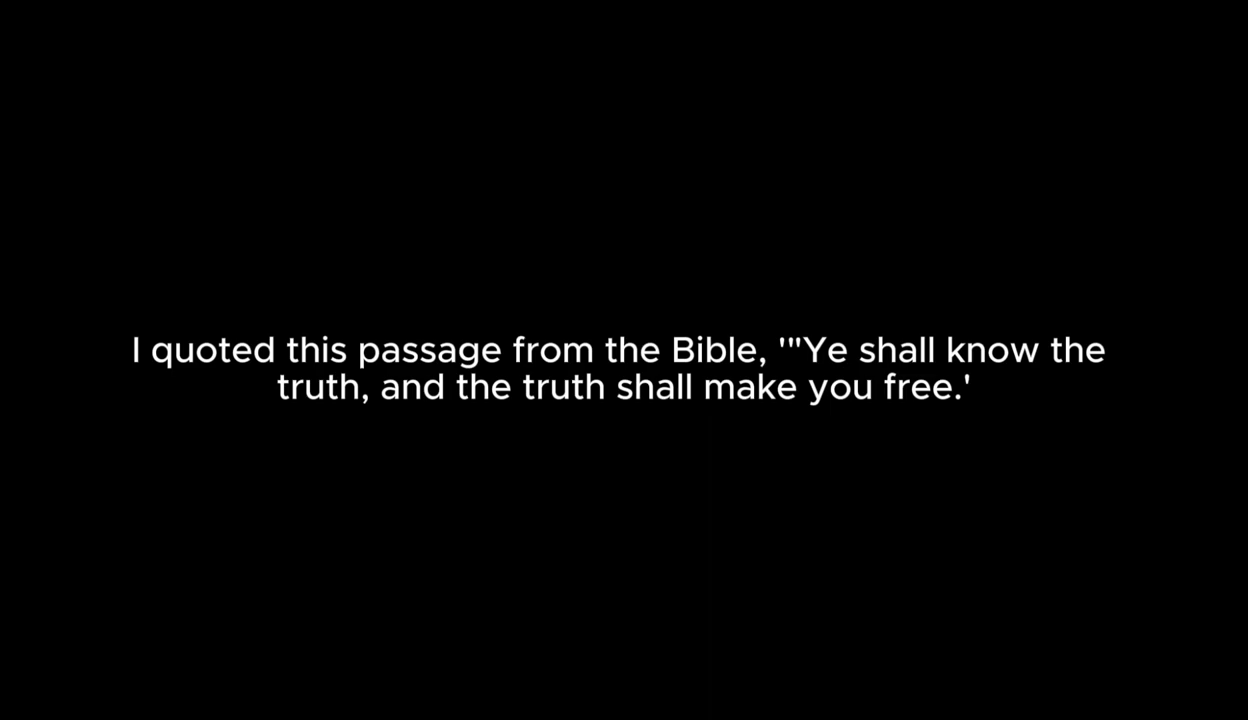 I quoted this passage from the Bible, '"Ye shall know the
truth, and the truth shall make you free.'